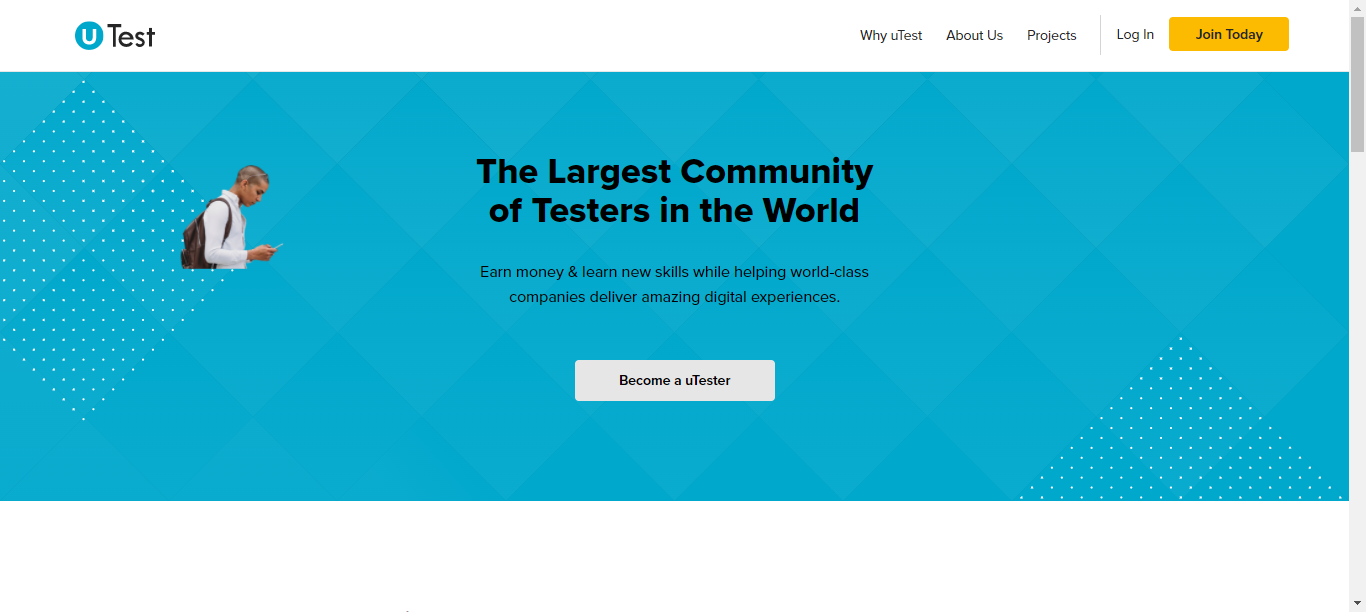 uTest
Why uTest
About Us
Projects
Log In
Join Today
The Largest Community
of Testers in the World
Earn money & learn new skills while helping world-class
companies deliver amazing digital experiences.
Become a uTester